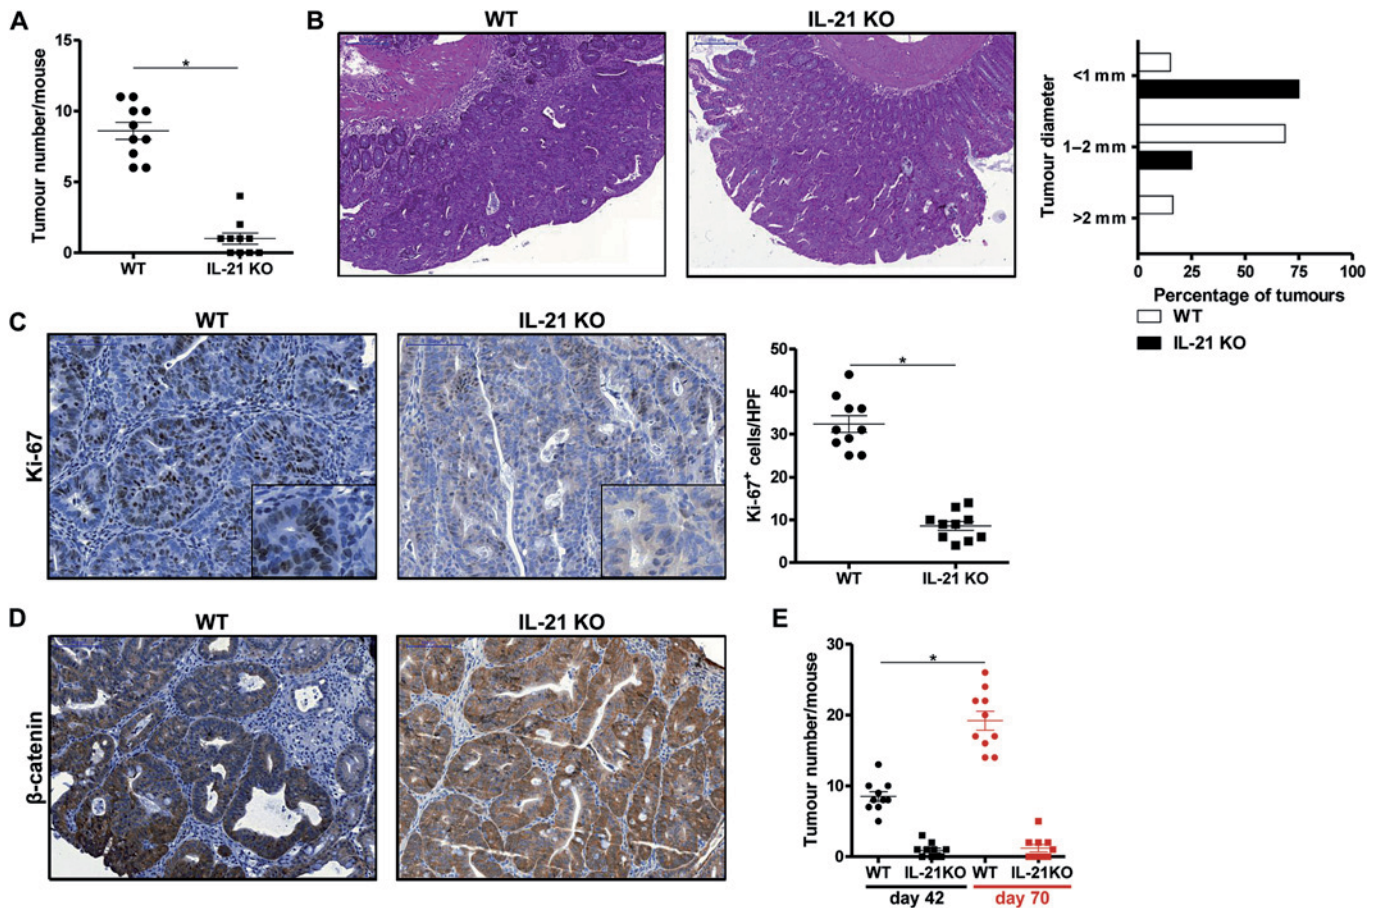 A
15
10
5
0
Tumour number/mouse
*
WT
IL-21 KO
B
WT
IL-21 KO
Tumour diameter
<1 mm
1–2 mm
>2 mm
0
25
50
75
100
Percentage of tumours
WT
IL-21 KO
C
WT
IL-21 KO
Ki-67
50
40
30
20
10
0
Ki-67+ cells/HPF
*
WT
IL-21 KO
D
WT
IL-21 KO
β-catenin
E
30
20
10
0
Tumour number/mouse
*
WT
IL-21KO
WT
IL-21KO
day 42
day 70